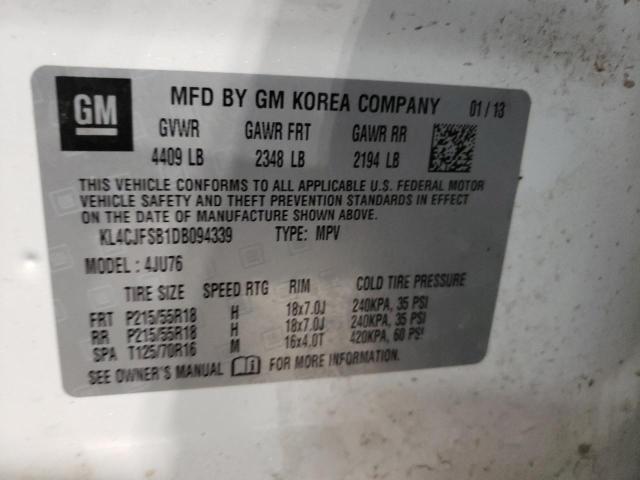 GM
MFD BY GM KOREA COMPANY 01/13
GVWR GAWR FRT GAWR RR
4409 LB 2348 LB 2194 LB
THIS VEHICLE CONFORMS TO ALL APPLICABLE U.S. FEDERAL MOTOR
VEHICLE SAFETY AND THEFT PREVENTION STANDARDS IN EFFECT
ON THE DATE OF MANUFACTURE SHOWN ABOVE.
KL4CJFSB1DB094339 TYPE: MPV
MODEL: 4JU76
TIRE SIZE SPEED RTG RIM COLD TIRE PRESSURE
FRT P215/55R18 H 18x7.0J 240KPA, 35 PSI
RR P215/55R18 H 18x7.0J 240KPA, 35 PSI
SPA T125/70R16 M 16x4.0T 420KPA, 60 PSI
SEE OWNER'S MANUAL FOR MORE INFORMATION.